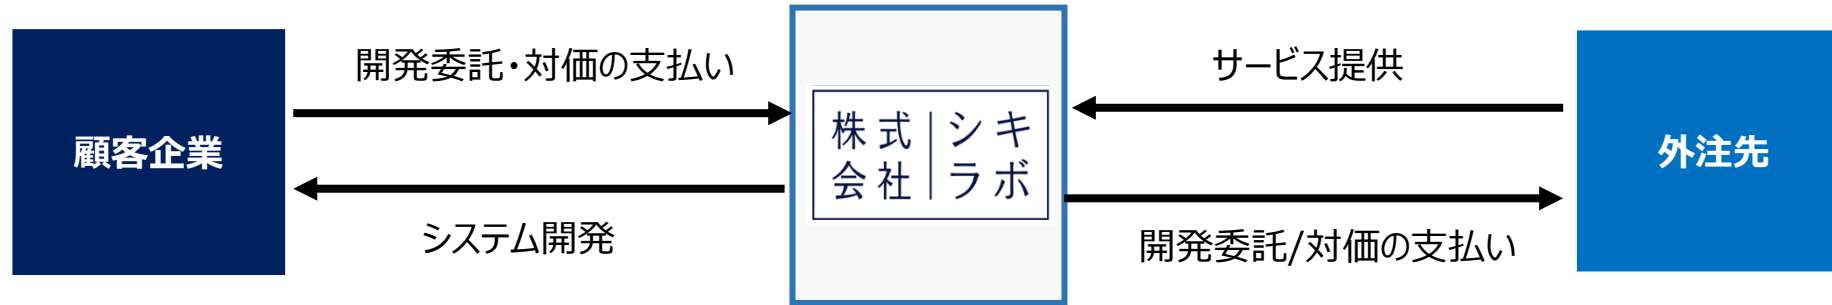 顧客企業
開発委託・対価の支払い
システム開発
株式 シキ
会社 ラボ
サービス提供
開発委託/対価の支払い
外注先